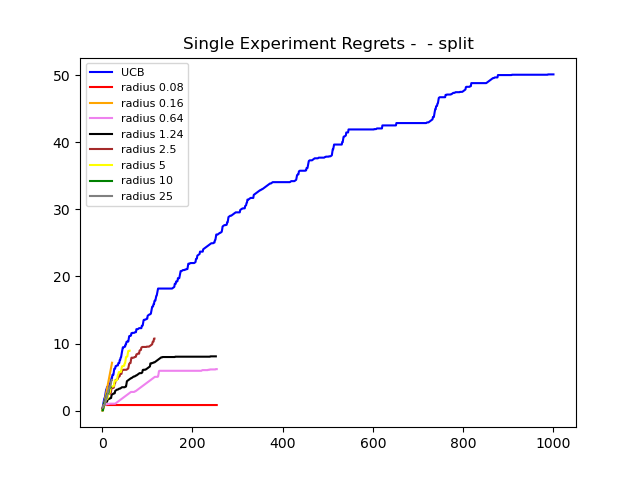 Single Experiment Regrets -  - split
UCB
radius 0.08
radius 0.16
radius 0.64
radius 1.24
radius 2.5
radius 5
radius 10
radius 25
50
40
30
20
10
0
0 200 400 600 800 1000